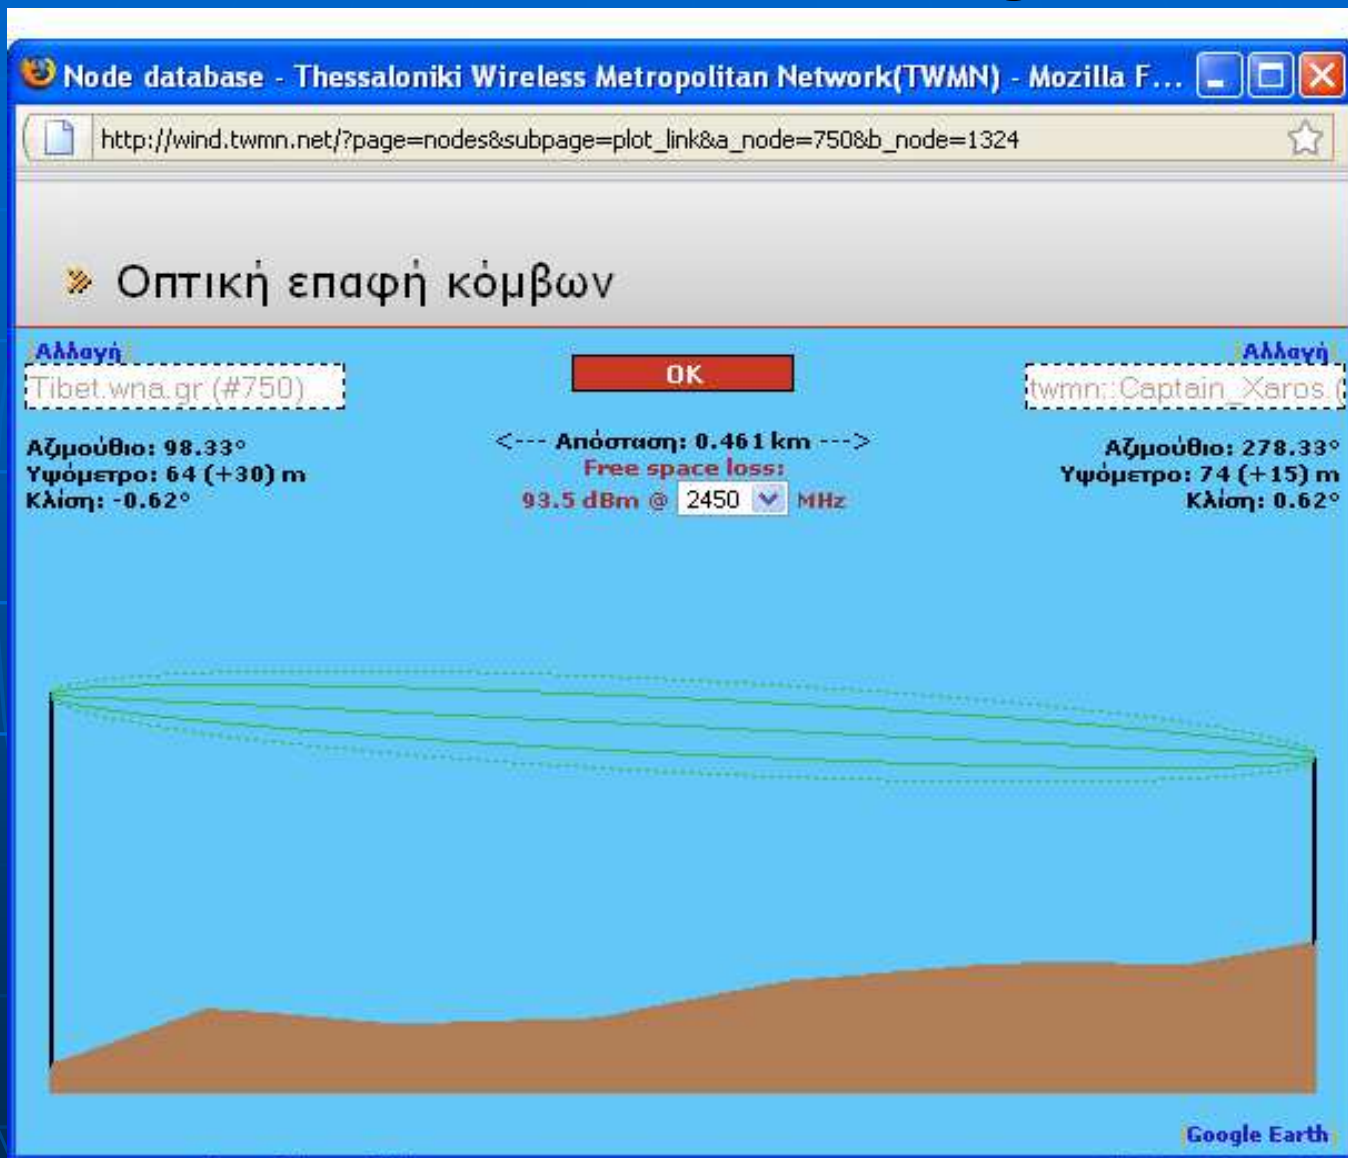 Node database - Thessaloniki Wireless Metropolitan Network(TWMN) - Mozilla F...
http://wind.twmn.net/?page=nodes&subpage=plot_link&a_node=750&b_node=1324
Οπτική επαφή κόμβων
Αλλαγή
Αλλαγή
Tibet.wna.gr (#750)
OK
twmn::Captain_Xaros (
Αζιμούθιο: 98.33°
Υψόμετρο: 64 (+30) m
Κλίση: -0.62°
<--- Απόσταση: 0.461 km --->
Free space loss:
93.5 dBm @ 2450 MHz
Αζιμούθιο: 278.33°
Υψόμετρο: 74 (+15) m
Κλίση: 0.62°
Google Earth